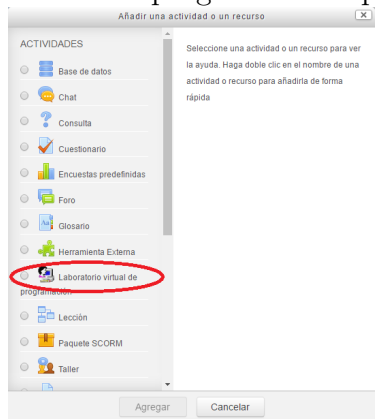 Añadir una actividad o un recurso
ACTIVIDADES
Base de datos
Chat
Consulta
Cuestionario
Encuestas predefinidas
Foro
Glosario
Herramienta Externa
Laboratorio virtual de
programación
Lección
Paquete SCORM
Taller
Seleccione una actividad o un recurso para ver
la ayuda. Haga doble clic en el nombre de una
actividad o recurso para añadirla de forma
rápida
Agregar
Cancelar